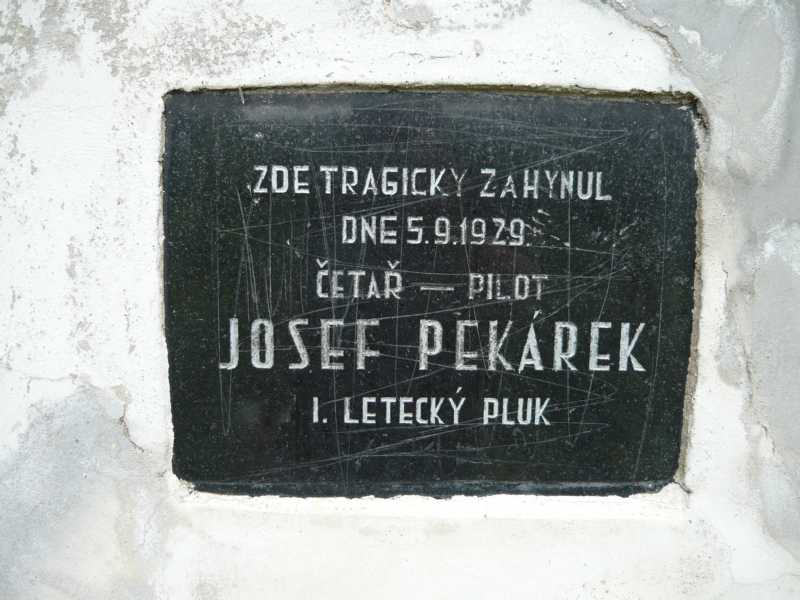 ZDE TRAGICKY ZAHYNUL
DNE 5.9.1929.
ČETAŘ — PILOT
JOSEF PEKÁREK
I. LETECKÝ PLUK